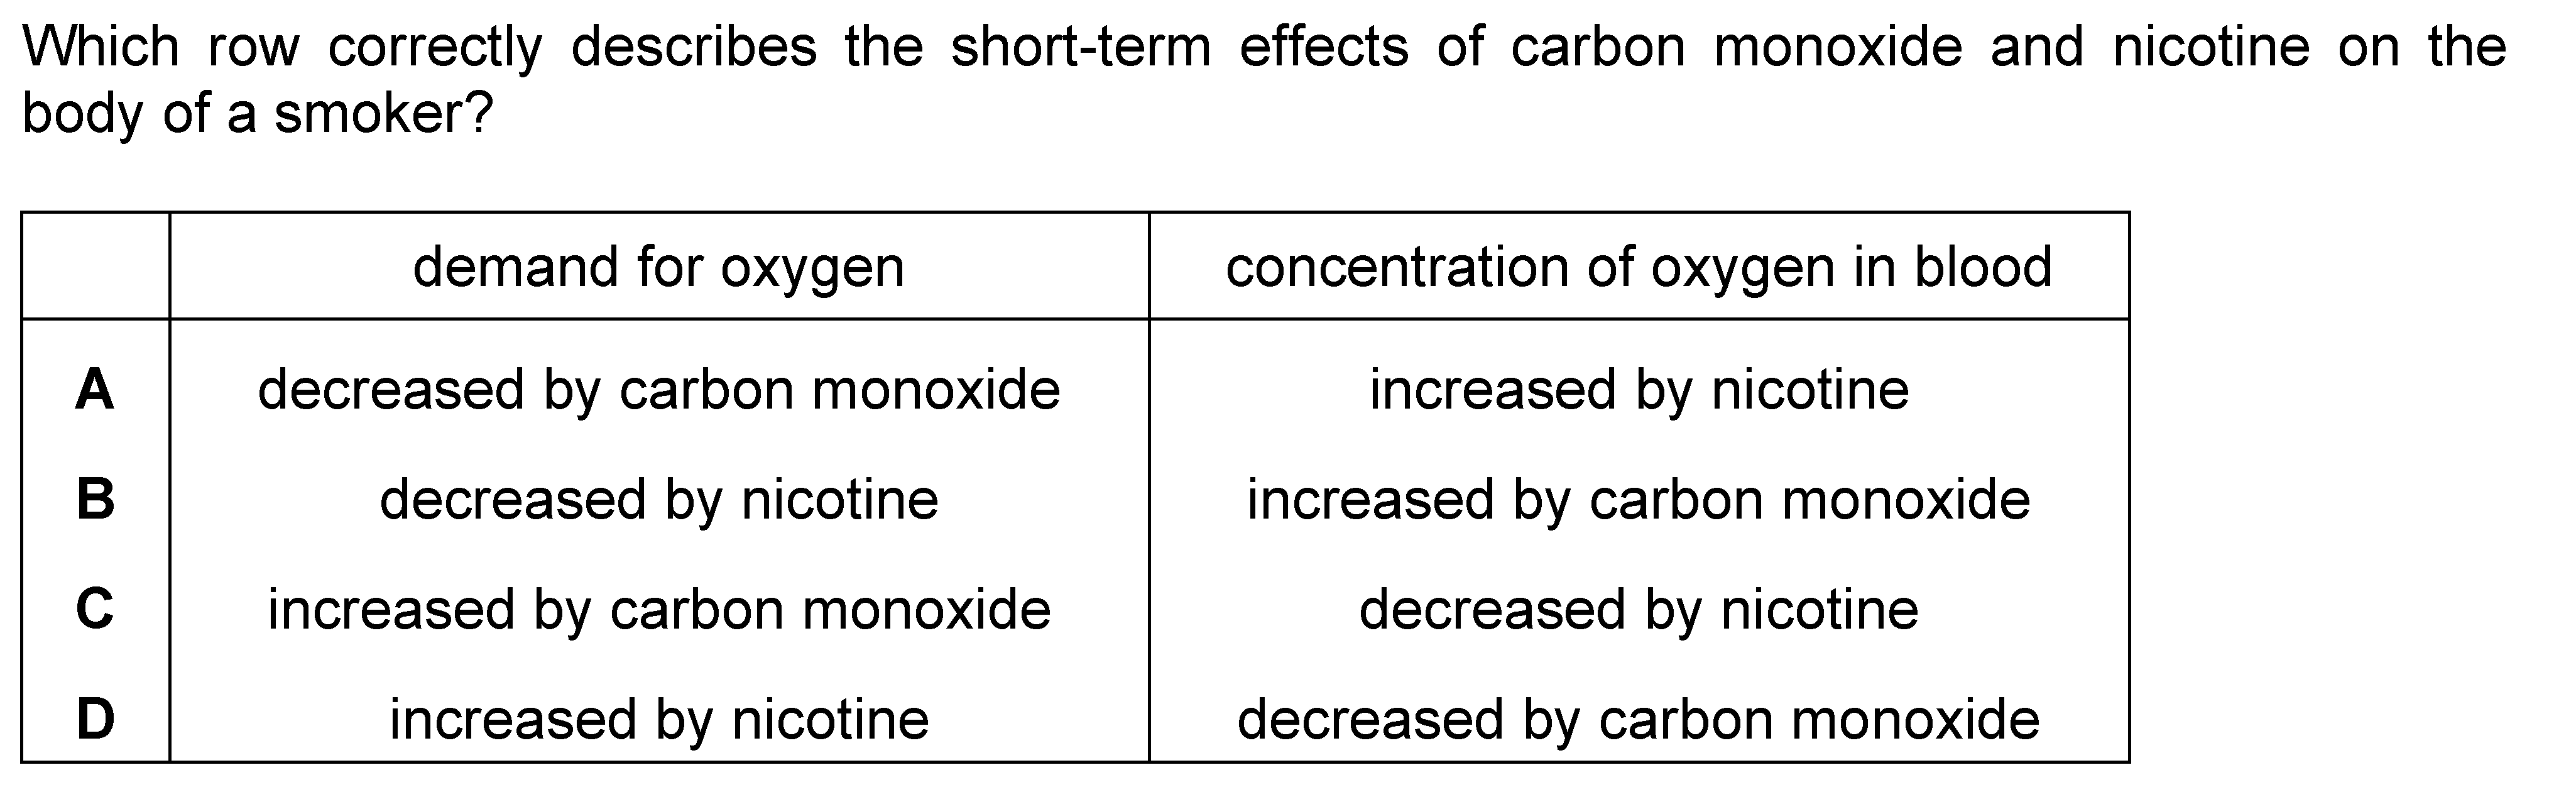 Which row correctly describes the short-term effects of carbon monoxide and nicotine on the
body of a smoker?
demand for oxygen concentration of oxygen in blood
A decreased by carbon monoxide increased by nicotine
B decreased by nicotine increased by carbon monoxide
C increased by carbon monoxide decreased by nicotine
D increased by nicotine decreased by carbon monoxide